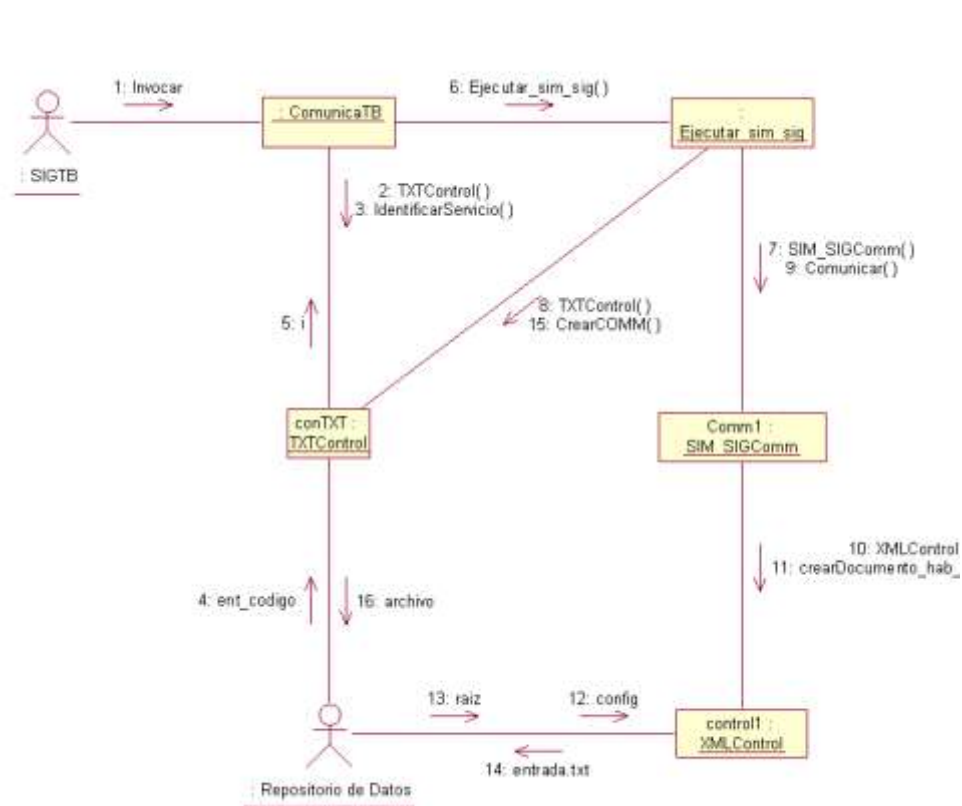 1: Invocar
6: Ejecutar_sim_sig( )
: ComunicaTB
:
Ejecutar_sim_sig
: SIGTB
2: TXTControl( )
3: IdentificarServicio( )
7: SIM_SIGComm( )
9: Comunicar( )
5: i
8: TXTControl( )
15: CrearCOMM( )
conTXT :
TXTControl
Comm1 :
SIM_SIGComm
10: XMLControl
11: crearDocumento_hab_
4: ent_codigo
16: archivo
13: raiz
12: config
control1 :
XMLControl
14: entrada.txt
: Repositorio de Datos